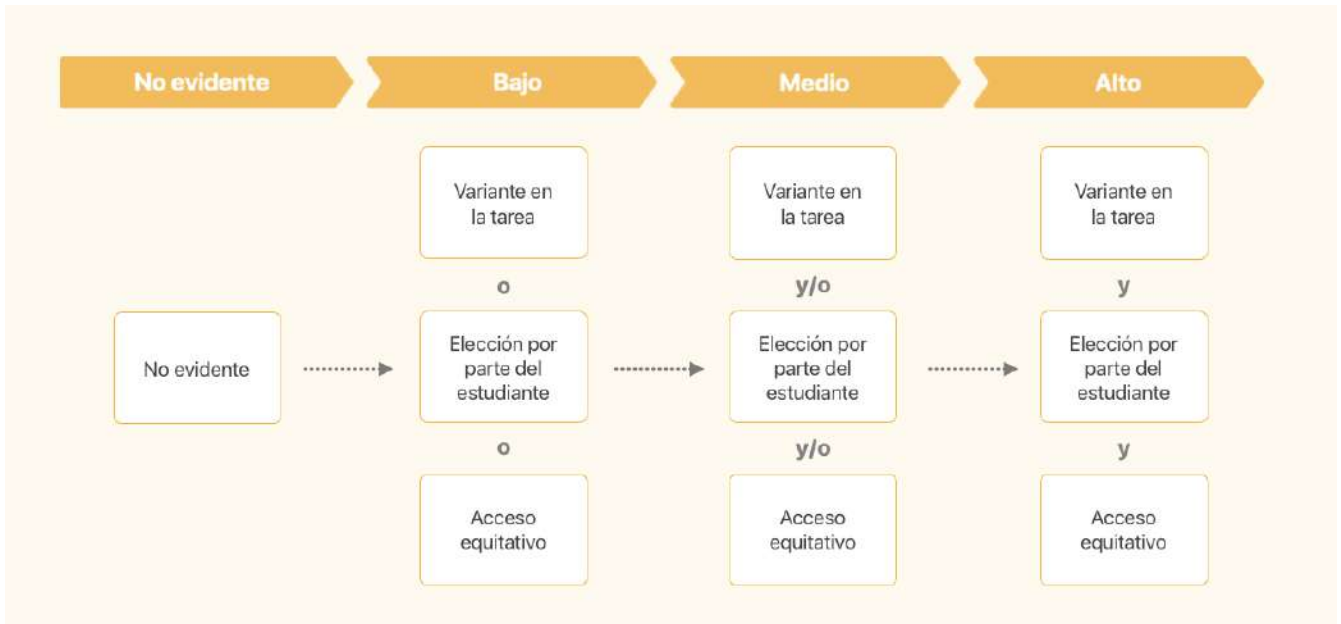 No evidente
Bajo
Medio
Alto
Variante en
la tarea
Variante en
la tarea
Variante en
la tarea
o
y/o
y
No evidente
Elección por
parte del
estudiante
Elección por
parte del
estudiante
Elección por
parte del
estudiante
o
y/o
y
Acceso
equitativo
Acceso
equitativo
Acceso
equitativo